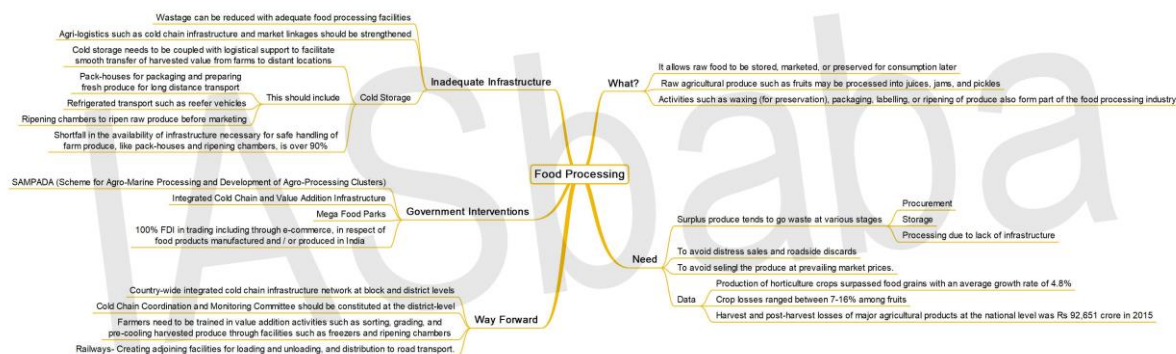 Food Processing
What?
It allows raw food to be stored, marketed, or preserved for consumption later
Raw agricultural produce such as fruits may be processed into juices, jams, and pickles
Activities such as waxing (for preservation), packaging, labelling, or ripening of produce also form part of the food processing industry
Need
Surplus produce tends to go waste at various stages
Procurement
Storage
Processing due to lack of infrastructure
To avoid distress sales and roadside discards
To avoid selingl the produce at prevailing market prices.
Data
Production of horticulture crops surpassed food grains with an average growth rate of 4.8%
Crop losses ranged between 7-16% among fruits
Harvest and post-harvest losses of major agricultural products at the national level was Rs 92,651 crore in 2015
Inadequate Infrastructure
Wastage can be reduced with adequate food processing facilities
Agri-logistics such as cold chain infrastructure and market linkages should be strengthened
Cold Storage
Cold storage needs to be coupled with logistical support to facilitate
smooth transfer of harvested value from farms to distant locations
This should include
Pack-houses for packaging and preparing
fresh produce for long distance transport
Refrigerated transport such as reefer vehicles
Ripening chambers to ripen raw produce before marketing
Shortfall in the availability of infrastructure necessary for safe handling of
farm produce, like pack-houses and ripening chambers, is over 90%
Government Interventions
SAMPADA (Scheme for Agro-Marine Processing and Development of Agro-Processing Clusters)
Integrated Cold Chain and Value Addition Infrastructure
Mega Food Parks
100% FDI in trading including through e-commerce, in respect of
food products manufactured and / or produced in India
Way Forward
Country-wide integrated cold chain infrastructure network at block and district levels
Cold Chain Coordination and Monitoring Committee should be constituted at the district-level
Farmers need to be trained in value addition activities such as sorting, grading, and
pre-cooling harvested produce through facilities such as freezers and ripening chambers
Railways- Creating adjoining facilities for loading and unloading, and distribution to road transport.
IASbaba